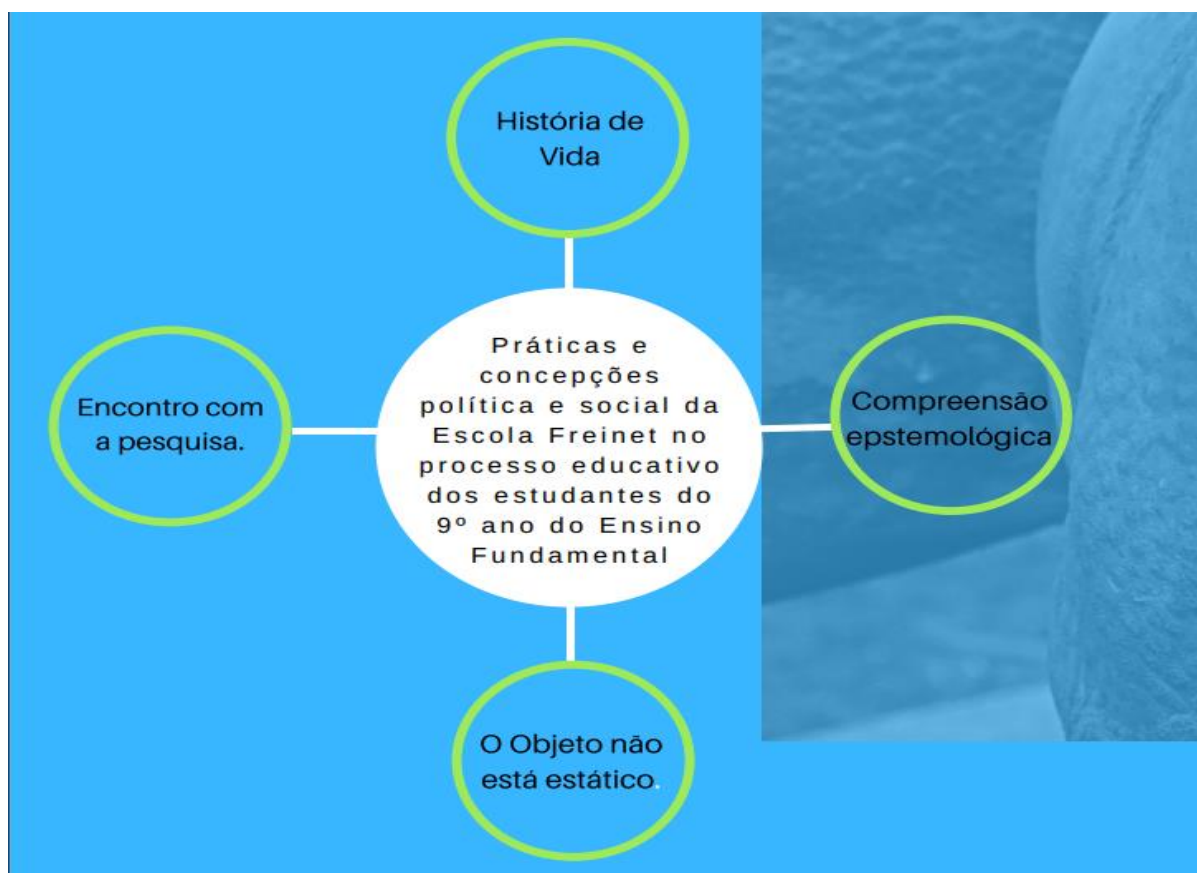 História de
Vida
Encontro com
a pesquisa.
Práticas e
concepções
política e social da
Escola Freinet no
processo educativo
dos estudantes do
9º ano do Ensino
Fundamental
Compreensão
epstemológica
O Objeto não
está estático.